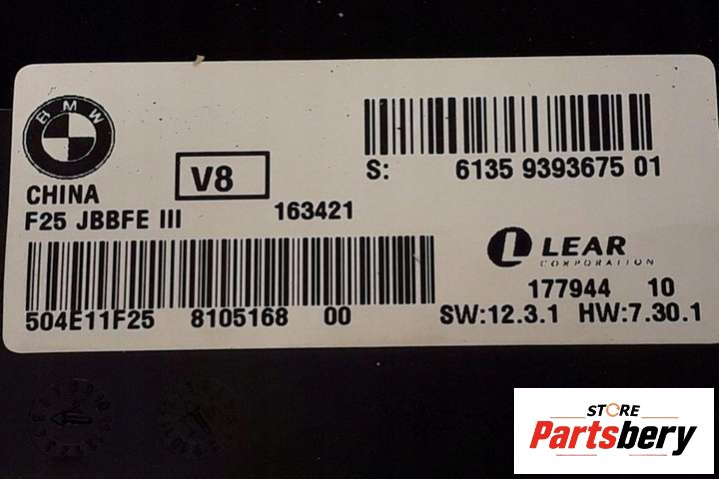 BMW
V8
S: 6135 9393675 01
CHINA
F25 JBBFE III 163421
LEAR
CORPORATION
177944 10
504E11F25 8105168 00 SW:12.3.1 HW:7.30.1
STORE
Partsbery